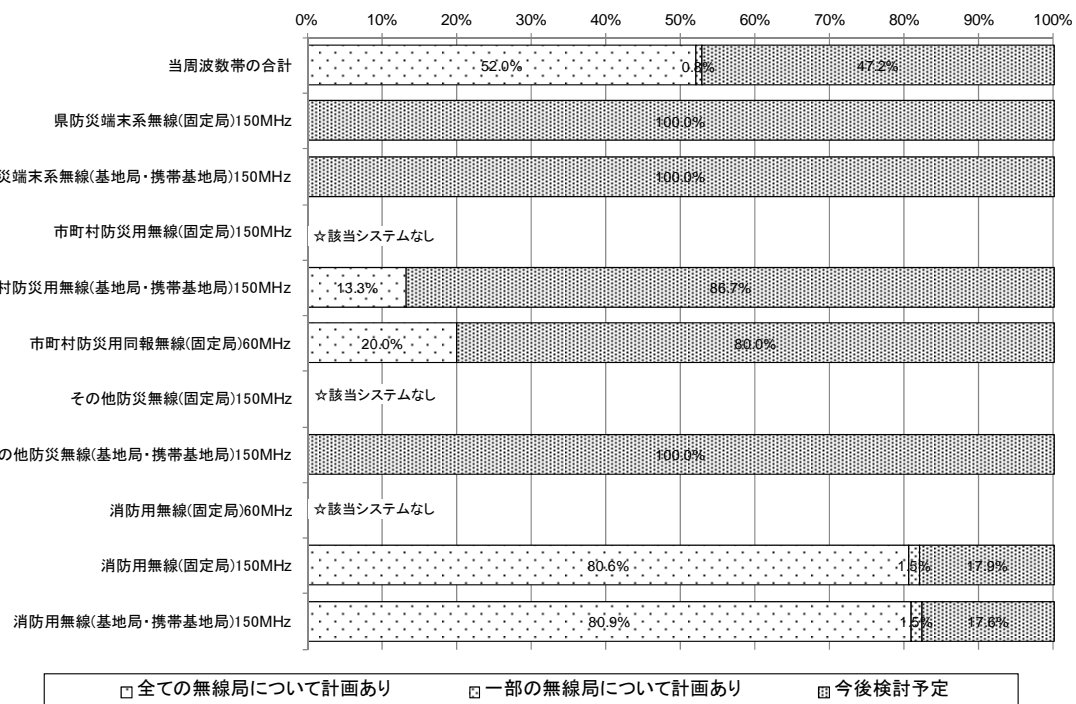 0% 10% 20% 30% 40% 50% 60% 70% 80% 90% 100%
当周波数帯の合計 52.0% 0.8% 47.2%
県防災端末系無線(固定局)150MHz 100.0%
災端末系無線(基地局・携帯基地局)150MHz 100.0%
市町村防災用無線(固定局)150MHz ☆該当システムなし
村防災用無線(基地局・携帯基地局)150MHz 13.3% 86.7%
市町村防災用同報無線(固定局)60MHz 20.0% 80.0%
その他防災無線(固定局)150MHz ☆該当システムなし
の他防災無線(基地局・携帯基地局)150MHz 100.0%
消防用無線(固定局)60MHz ☆該当システムなし
消防用無線(固定局)150MHz 80.6% 1.5% 17.9%
消防用無線(基地局・携帯基地局)150MHz 80.9% 1.5% 17.6%
全ての無線局について計画あり 一部の無線局について計画あり 今後検討予定